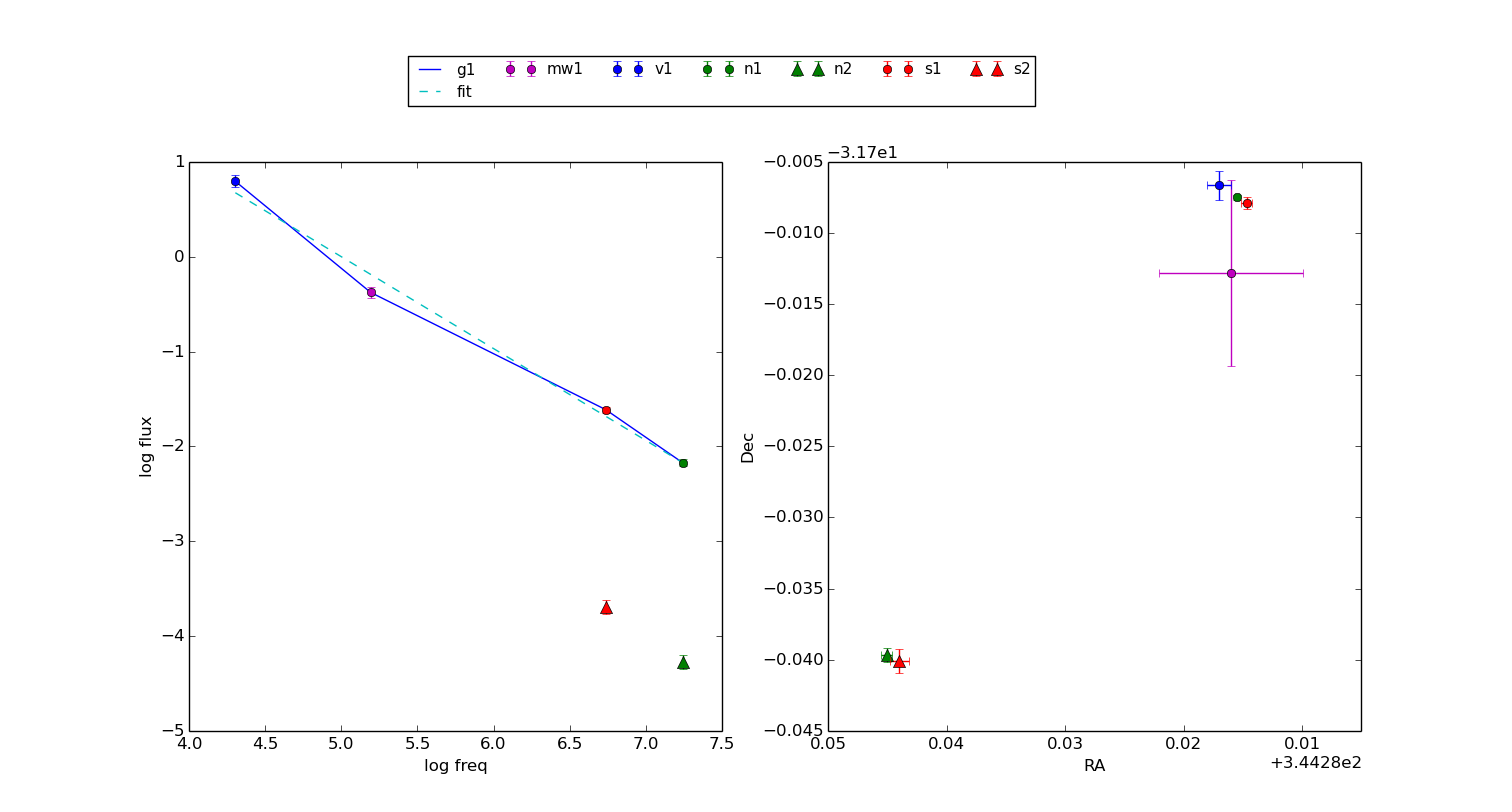 g1 mw1 v1 n1 n2 s1 s2
fit
1
0
−1
−2
−3
−4
−5
log flux
4.0 4.5 5.0 5.5 6.0 6.5 7.0 7.5
log freq
−3.17e1
−0.005
−0.010
−0.015
−0.020
−0.025
−0.030
−0.035
−0.040
−0.045
Dec
0.05 0.04 0.03 0.02 0.01
RA
+3.4428e2